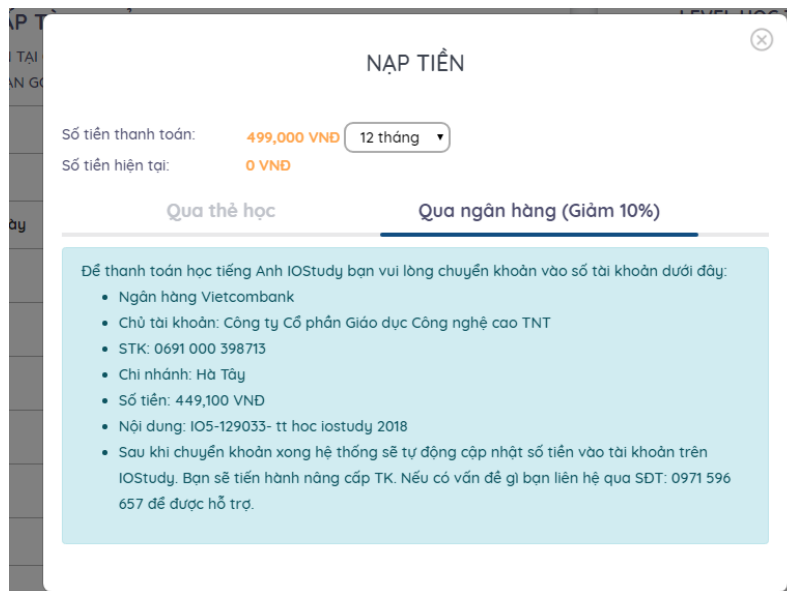 NẠP TIỀN
Số tiền thanh toán: 499,000 VNĐ 12 tháng
Số tiền hiện tại: 0 VNĐ
Qua thẻ học Qua ngân hàng (Giảm 10%)
Để thanh toán học tiếng Anh IOStudy bạn vui lòng chuyển khoản vào số tài khoản dưới đây:
• Ngân hàng Vietcombank
• Chủ tài khoản: Công ty Cổ phần Giáo dục Công nghệ cao TNT
• STK: 0691 000 398713
• Chi nhánh: Hà Tây
• Số tiền: 449,100 VNĐ
• Nội dung: IO5-129033- tt hoc iostudy 2018
• Sau khi chuyển khoản xong hệ thống sẽ tự động cập nhật số tiền vào tài khoản trên
IOStudy. Bạn sẽ tiến hành nâng cấp TK. Nếu có vấn đề gì bạn liên hệ qua SĐT: 0971 596
657 để được hỗ trợ.